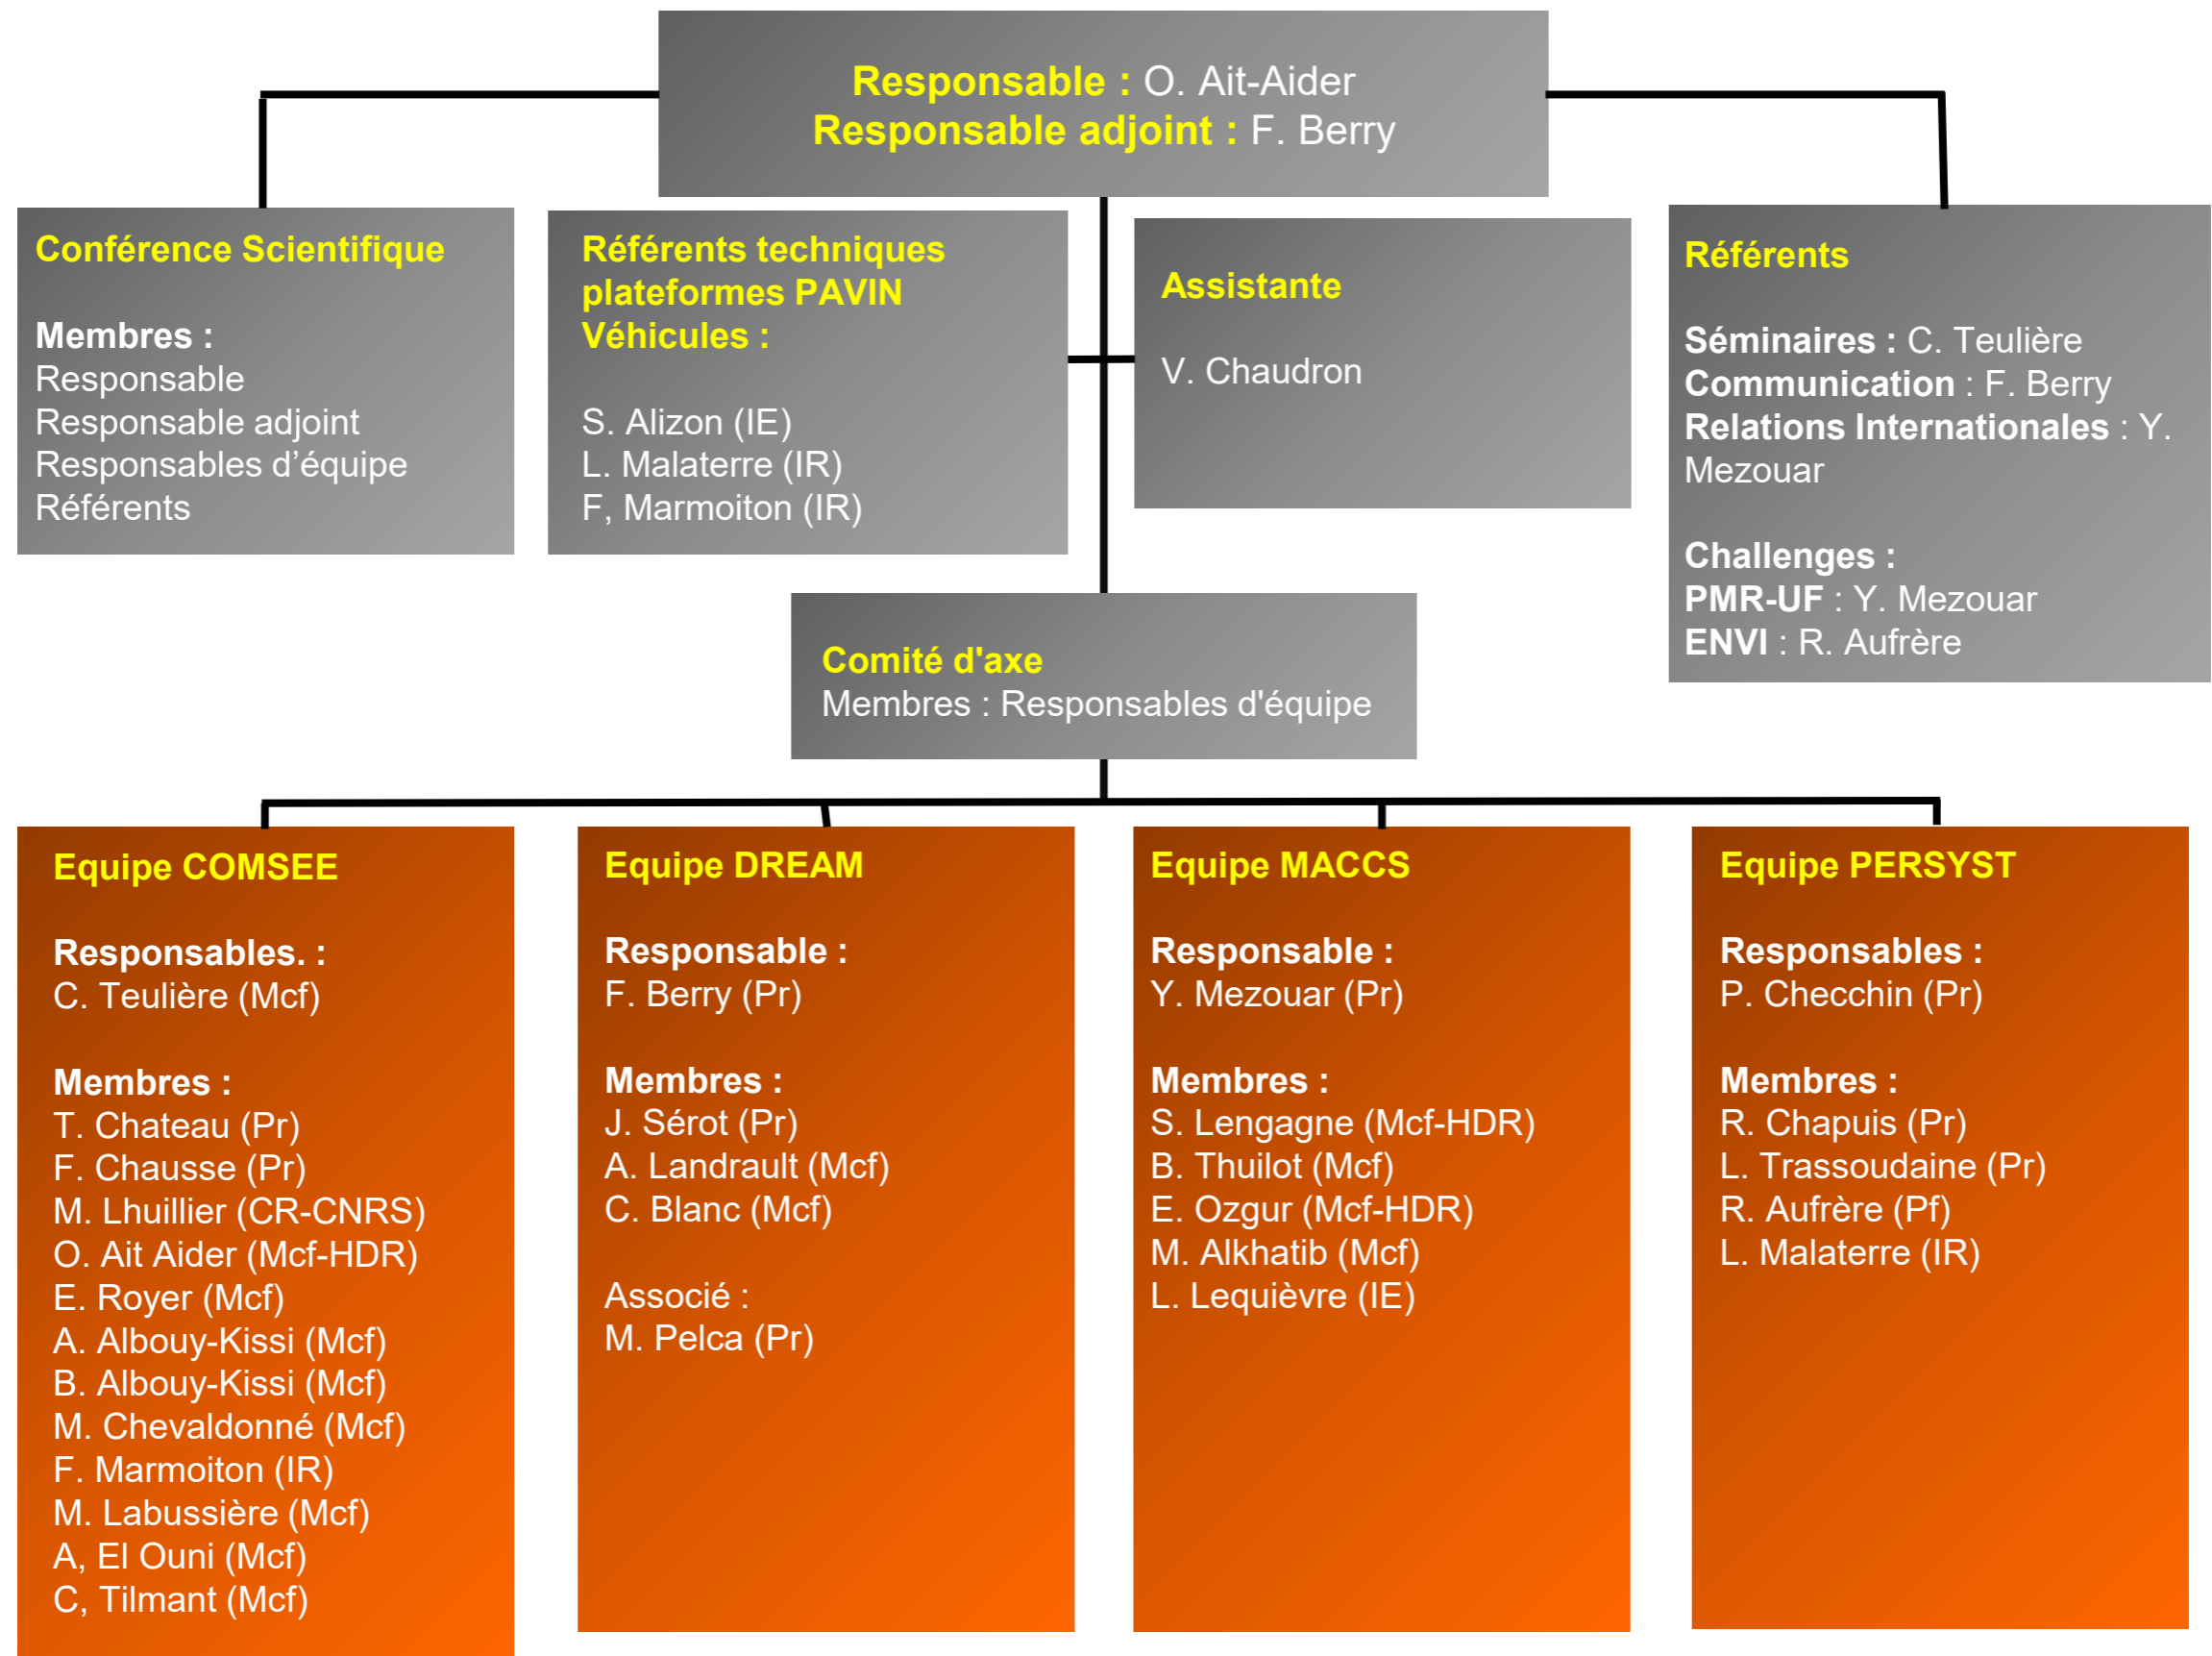 Responsable : O. Ait-Aider
Responsable adjoint : F. Berry
Conférence Scientifique
Membres :
Responsable
Responsable adjoint
Responsables d’équipe
Référents
Référents techniques
plateformes PAVIN
Véhicules :
S. Alizon (IE)
L. Malaterre (IR)
F, Marmoiton (IR)
Assistante
V. Chaudron
Référents
Séminaires : C. Teulière
Communication : F. Berry
Relations Internationales : Y.
Mezouar
Challenges :
PMR-UF : Y. Mezouar
ENVI : R. Aufrère
Comité d'axe
Membres : Responsables d'équipe
Equipe COMSEE
Responsables. :
C. Teulière (Mcf)
Membres :
T. Chateau (Pr)
F. Chausse (Pr)
M. Lhuillier (CR-CNRS)
O. Ait Aider (Mcf-HDR)
E. Royer (Mcf)
A. Albouy-Kissi (Mcf)
B. Albouy-Kissi (Mcf)
M. Chevaldonné (Mcf)
F. Marmoiton (IR)
M. Labussière (Mcf)
A, El Ouni (Mcf)
C, Tilmant (Mcf)
Equipe DREAM
Responsable :
F. Berry (Pr)
Membres :
J. Sérot (Pr)
A. Landrault (Mcf)
C. Blanc (Mcf)
Associé :
M. Pelca (Pr)
Equipe MACCS
Responsable :
Y. Mezouar (Pr)
Membres :
S. Lengagne (Mcf-HDR)
B. Thuilot (Mcf)
E. Ozgur (Mcf-HDR)
M. Alkhatib (Mcf)
L. Lequièvre (IE)
Equipe PERSYST
Responsables :
P. Checchin (Pr)
Membres :
R. Chapuis (Pr)
L. Trassoudaine (Pr)
R. Aufrère (Pf)
L. Malaterre (IR)